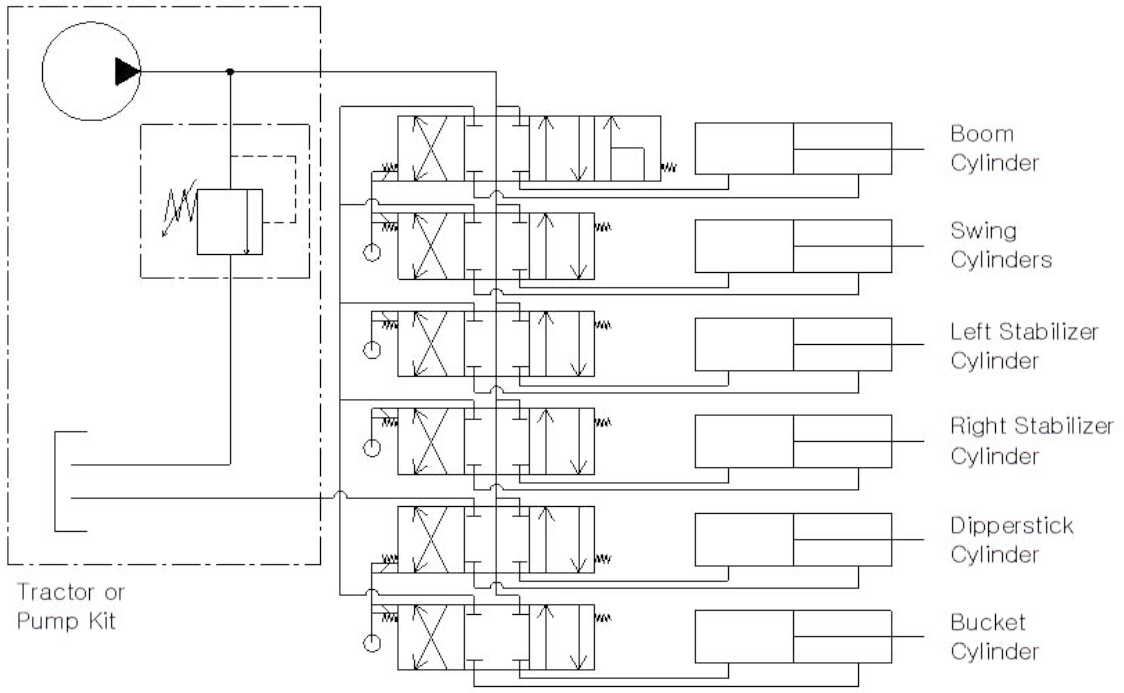 Boom
Cylinder
Swing
Cylinders
Left Stabilizer
Cylinder
Right Stabilizer
Cylinder
Dipperstick
Cylinder
Tractor or
Pump Kit
Bucket
Cylinder